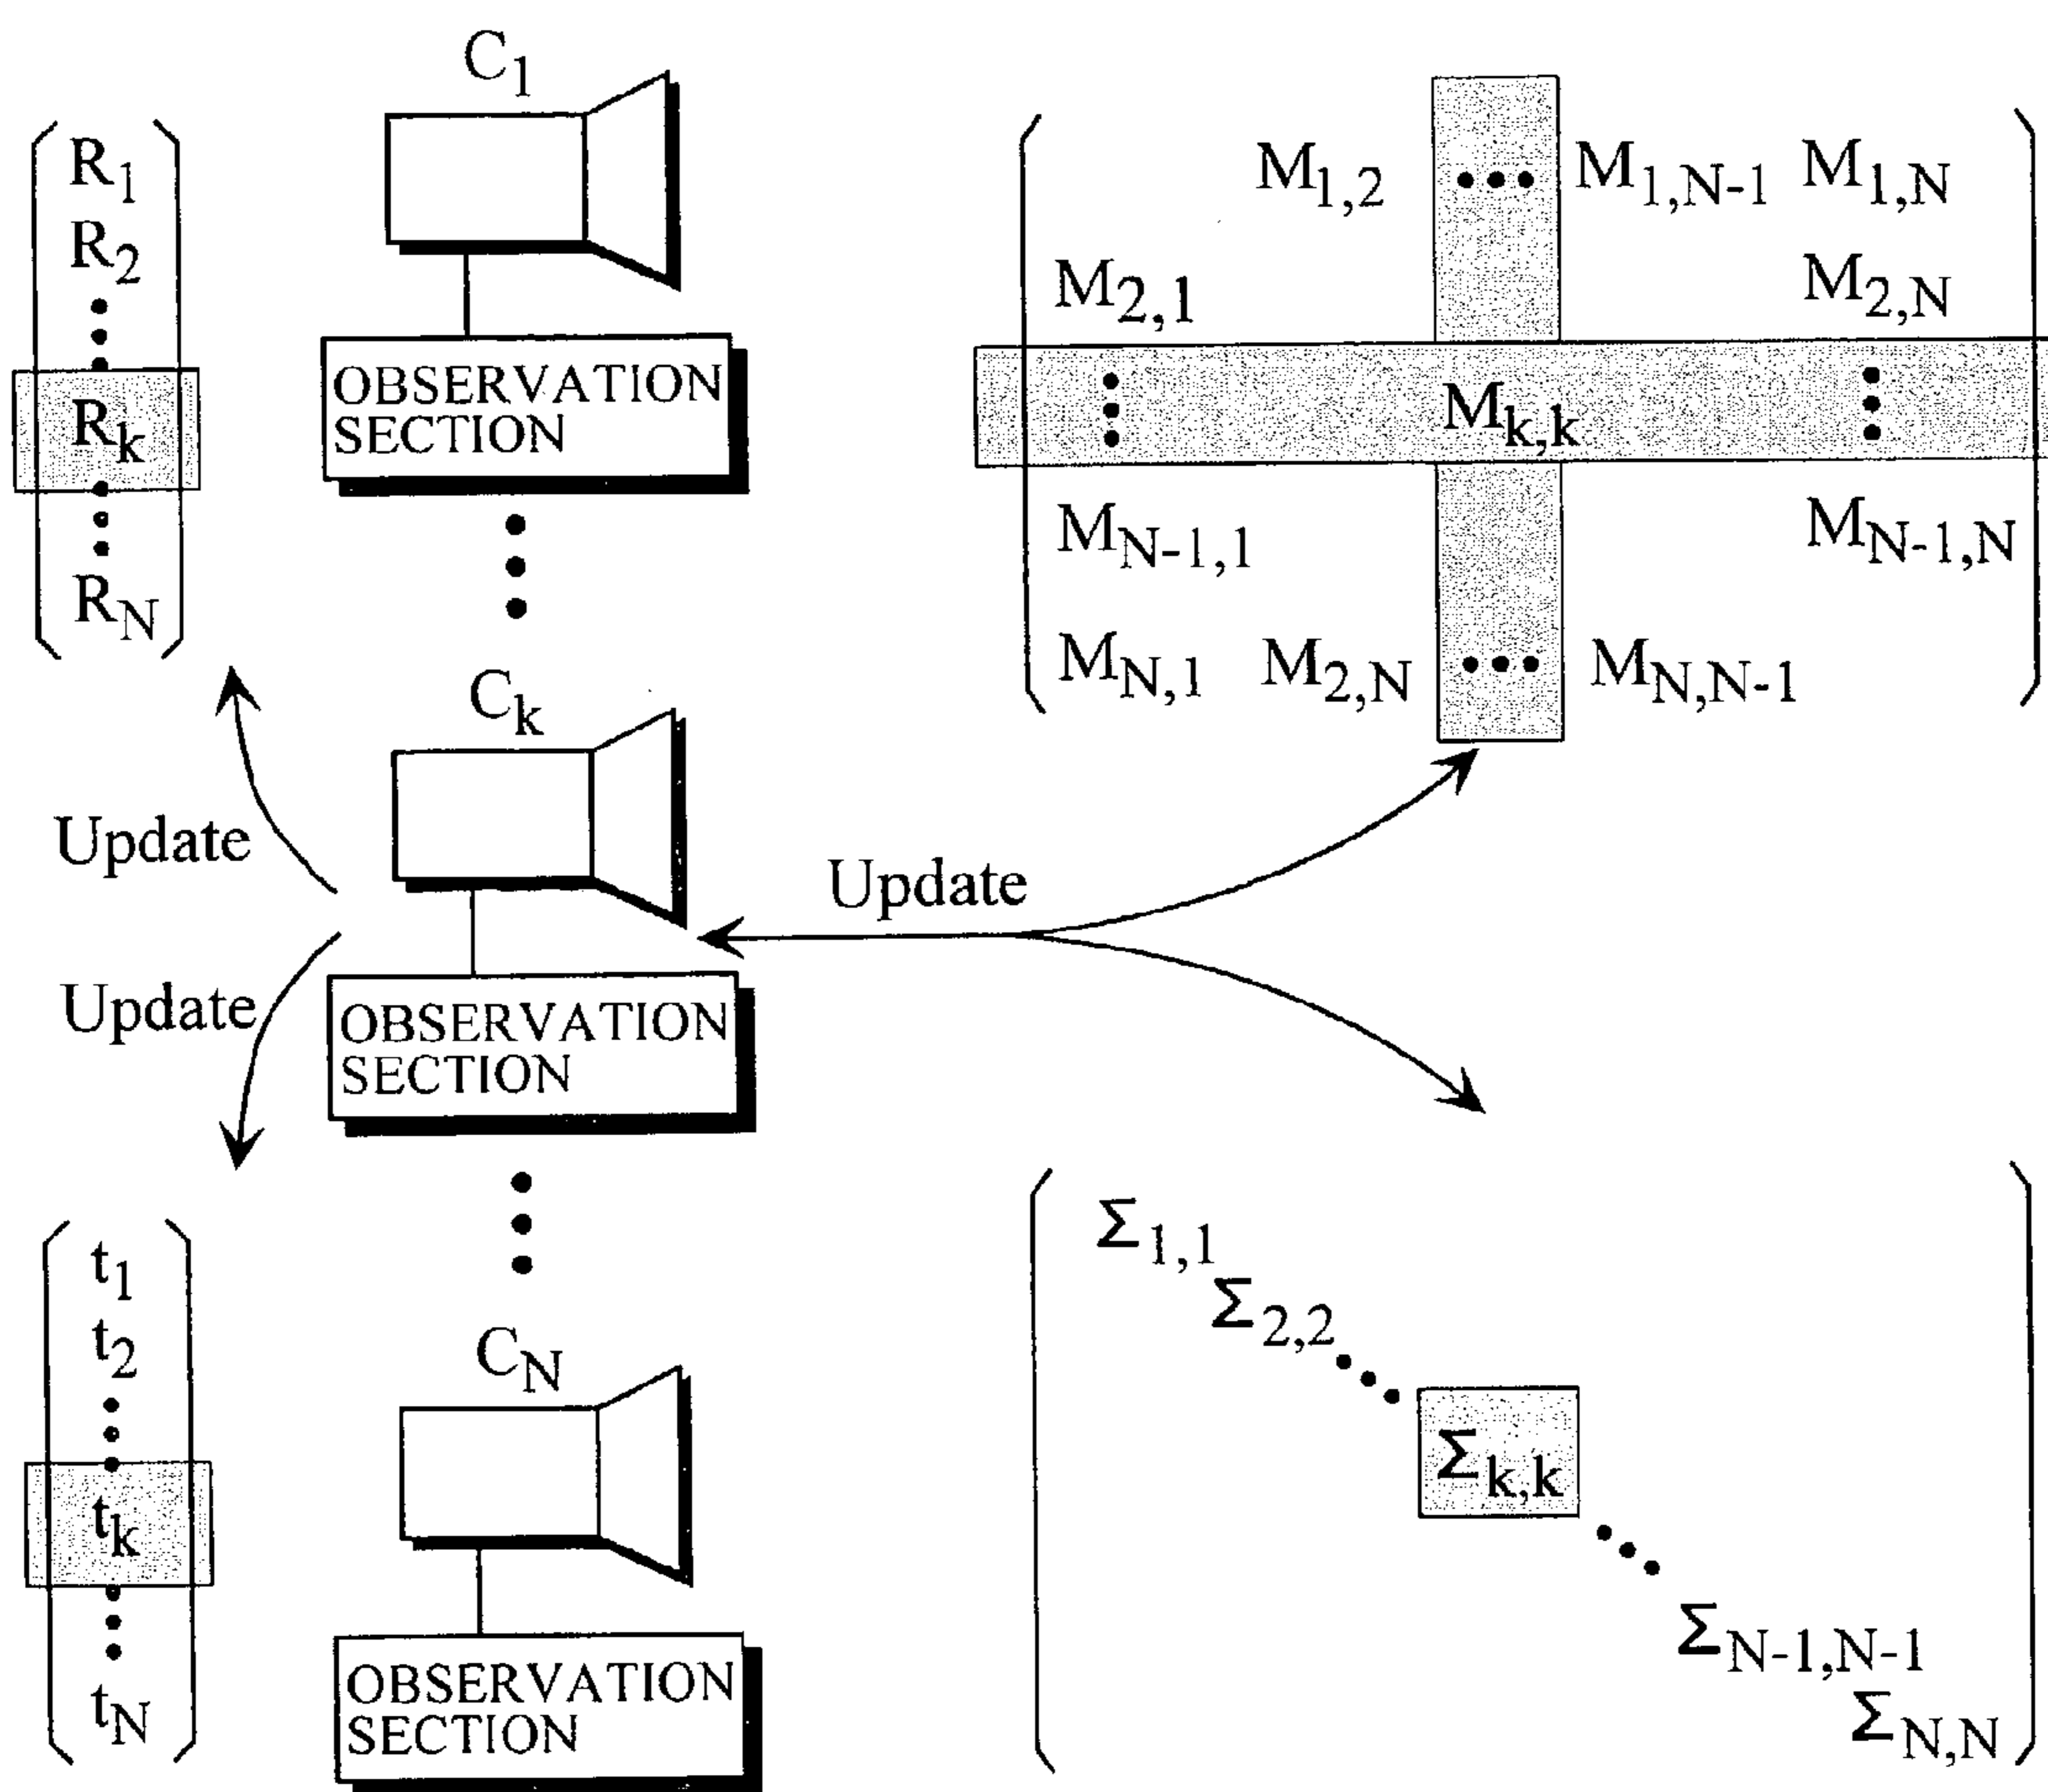 C1
R1
R2
Rk
RN
OBSERVATION
SECTION
M1,2 M1,N-1 M1,N
M2,1 M2,N
Mk,k
MN-1,1 MN-1,N
MN,1 M2,N MN,N-1
Ck
Update
Update
Update
OBSERVATION
SECTION
t1
t2
tk
tN
CN
OBSERVATION
SECTION
Σ1,1
Σ2,2
Σk,k
ΣN-1,N-1
ΣN,N